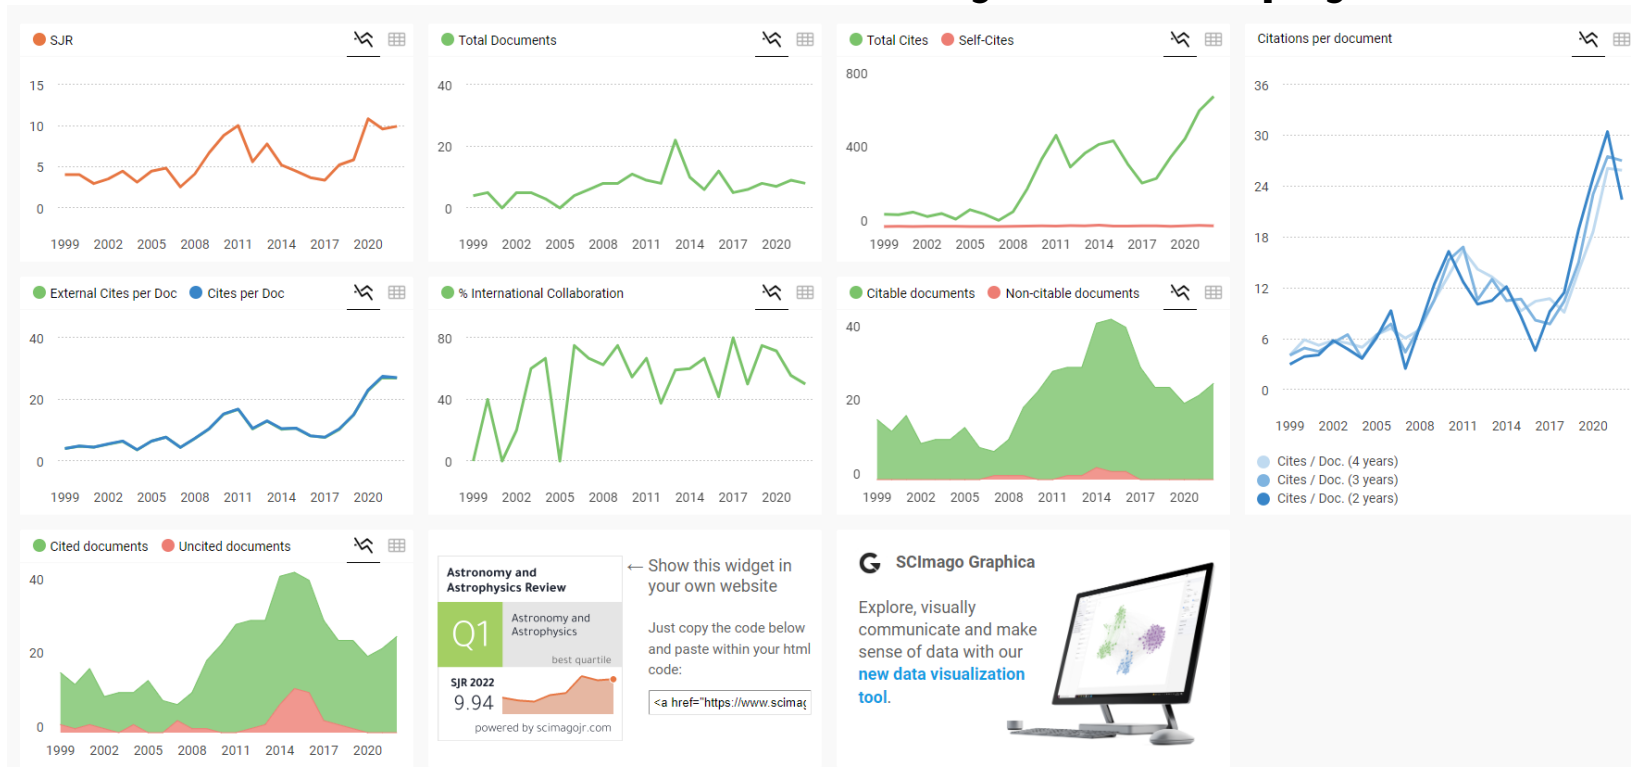 SJR
15
10
5
0
1999 2002 2005 2008 2011 2014 2017 2020
Total Documents
40
20
0
1999 2002 2005 2008 2011 2014 2017 2020
Total Cites Self-Cites
800
400
0
1999 2002 2005 2008 2011 2014 2017 2020
Citations per document
36
30
24
18
12
6
0
1999 2002 2005 2008 2011 2014 2017 2020
Cites / Doc. (4 years)
Cites / Doc. (3 years)
Cites / Doc. (2 years)
External Cites per Doc Cites per Doc
40
20
0
1999 2002 2005 2008 2011 2014 2017 2020
% International Collaboration
80
40
0
1999 2002 2005 2008 2011 2014 2017 2020
Citable documents Non-citable documents
40
20
0
1999 2002 2005 2008 2011 2014 2017 2020
Cited documents Uncited documents
40
20
0
1999 2002 2005 2008 2011 2014 2017 2020
Astronomy and
Astrophysics Review
Q1
Astronomy and
Astrophysics
best quartile
SJR 2022
9.94
powered by scimagojr.com
← Show this widget in
your own website
Just copy the code below
and paste within your html
code:
<a href="https://www.scimag
SCImago Graphica
Explore, visually
communicate and make
sense of data with our
new data visualization
tool.